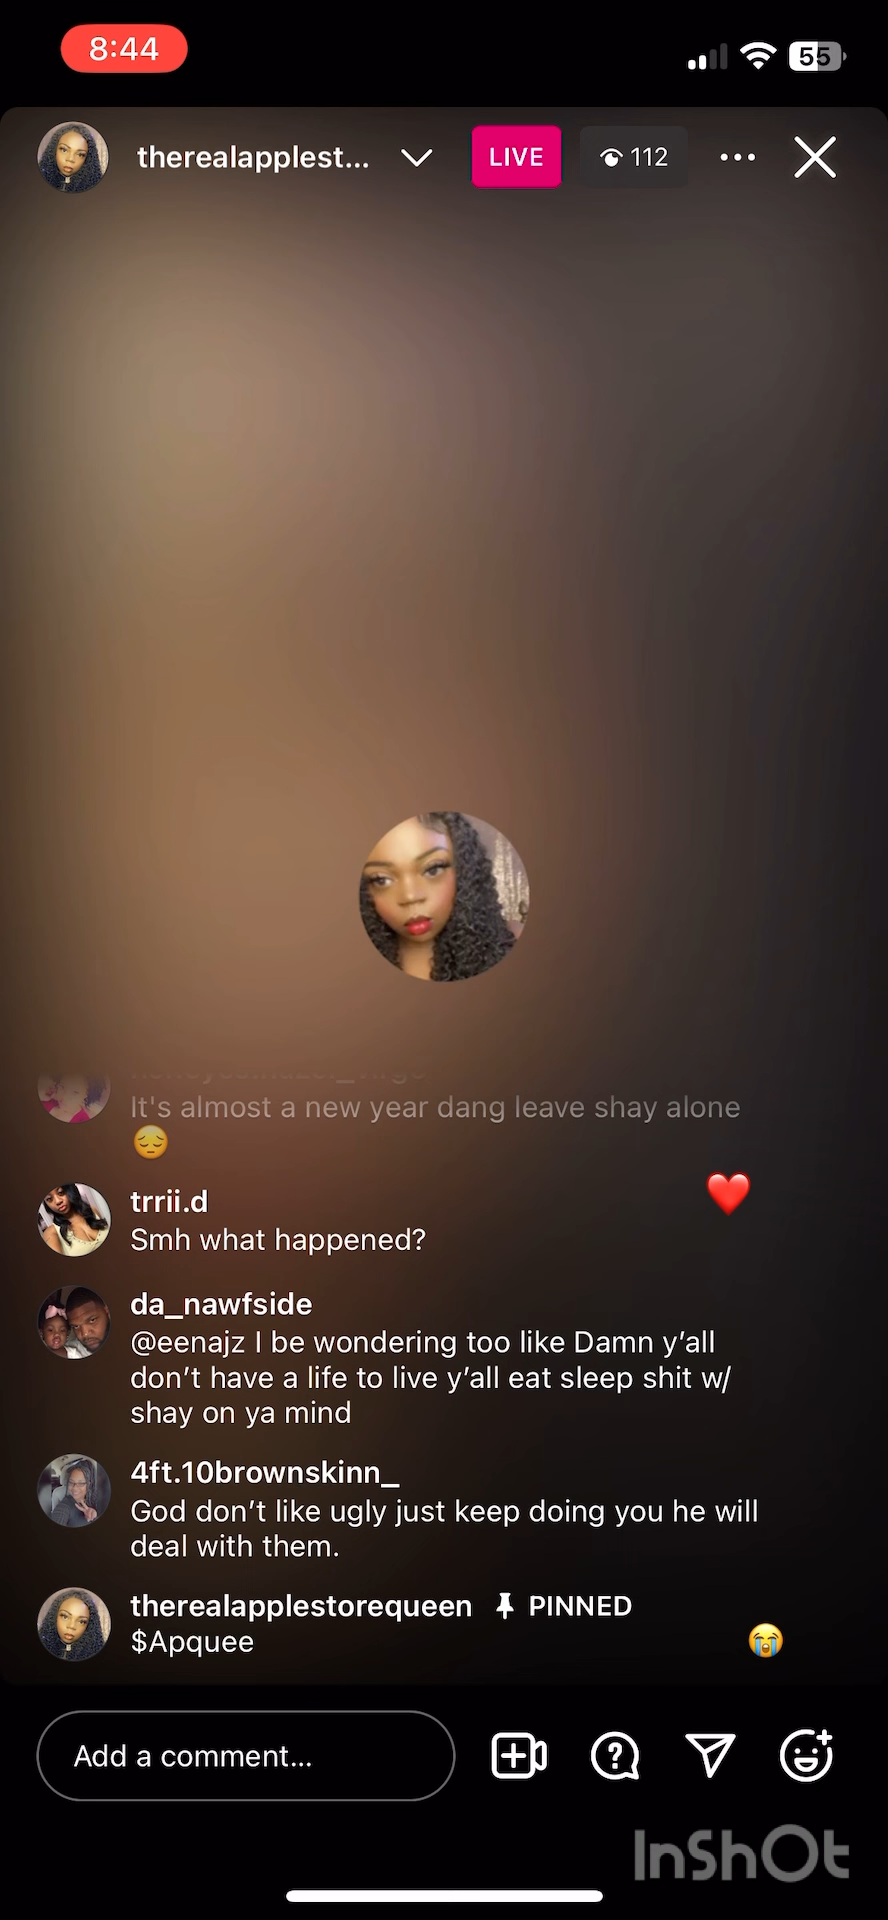 8:44
55
therealapplest...
LIVE
112
It's almost a new year dang leave shay alone
😔
trrii.d
Smh what happened?
da_nawfside
@eenajz I be wondering too like Damn y’all
don’t have a life to live y’all eat sleep shit w/
shay on ya mind
4ft.10brownskinn_
God don’t like ugly just keep doing you he will
deal with them.
therealapplestorequeen PINNED
$Apquee
Add a comment...
InShOt